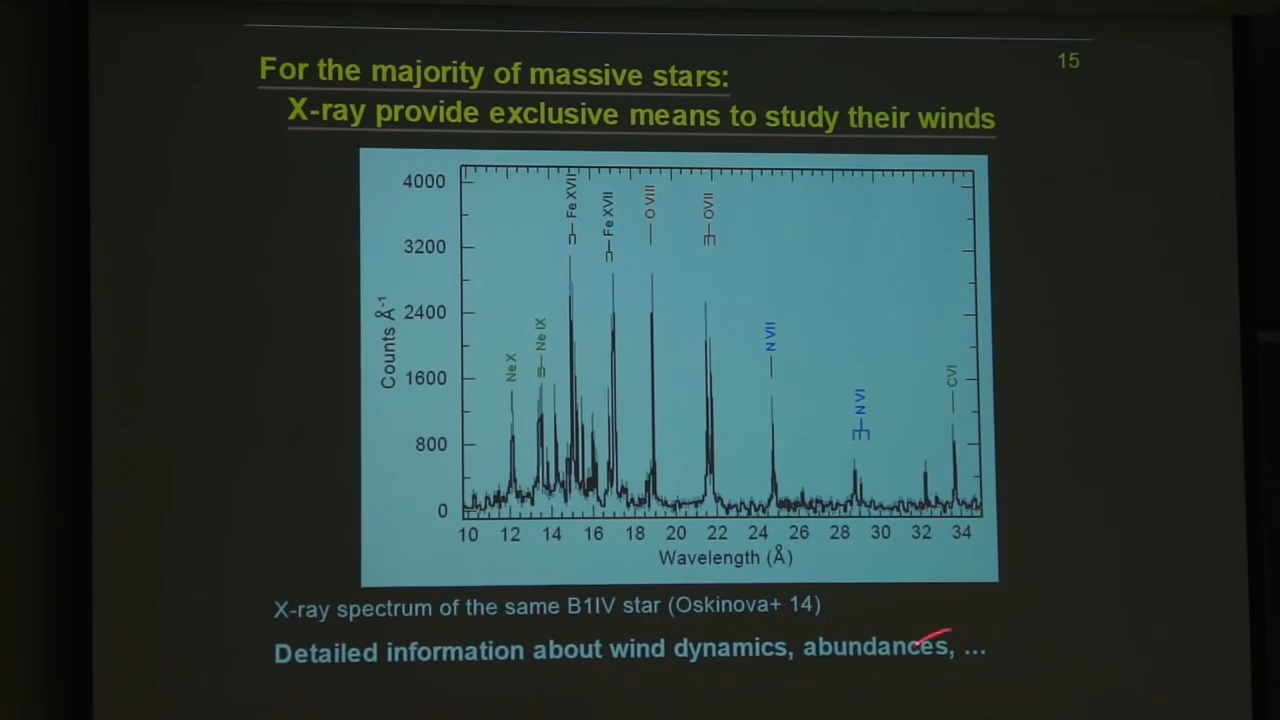 15
For the majority of massive stars:
X-ray provide exclusive means to study their winds
Counts Å-1
4000
3200
2400
1600
800
0
Ne X
Ne IX
Fe XVII
Fe XVII
O VIII
OVII
N VII
N VI
CVI
10 12 14 16 18 20 22 24 26 28 30 32 34
Wavelength (Å)
X-ray spectrum of the same B1IV star (Oskinova+ 14)
Detailed information about wind dynamics, abundances, ...